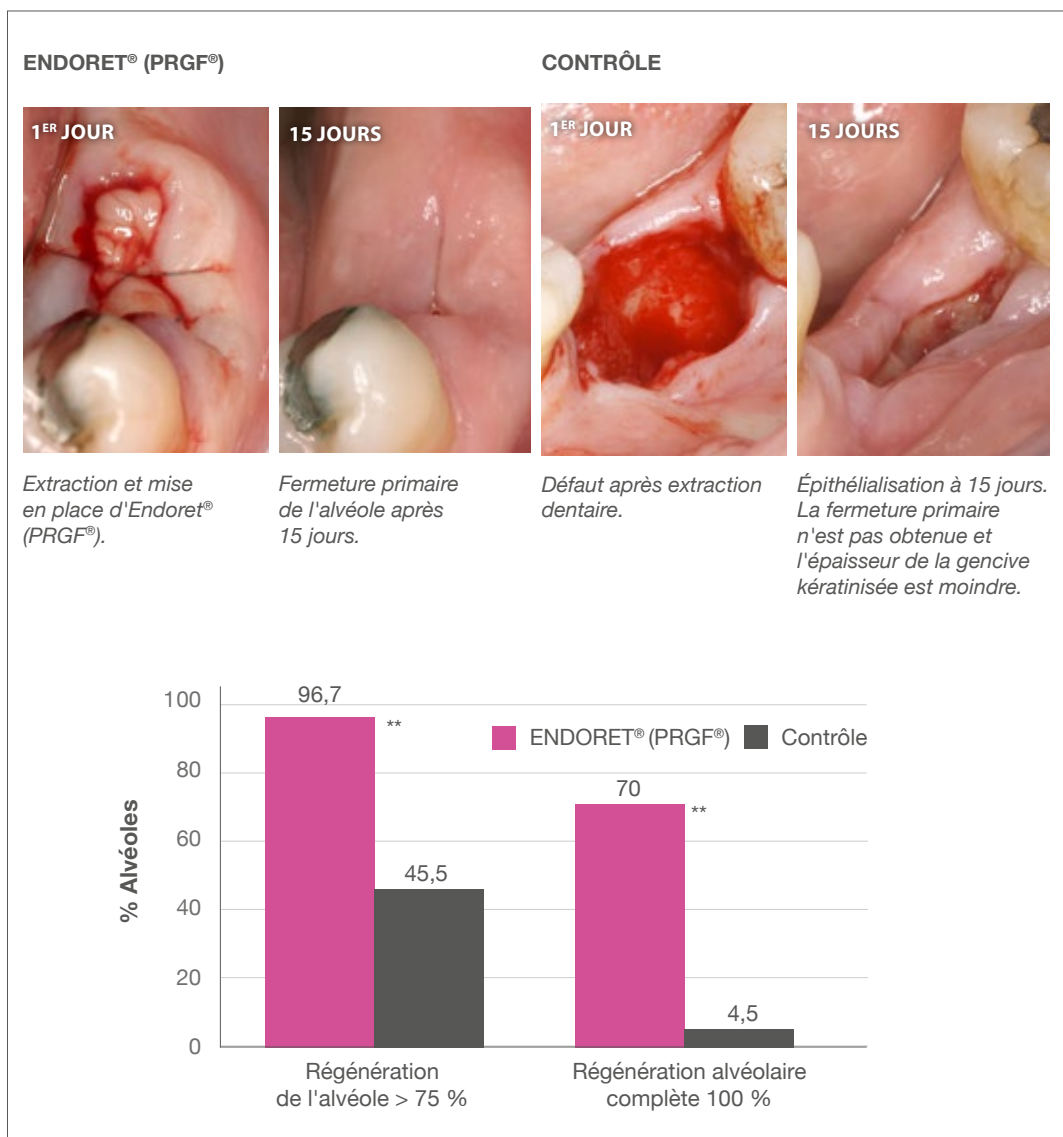 ENDORET® (PRGF®)
CONTRÔLE
1ER JOUR
15 JOURS
1ER JOUR
15 JOURS
Extraction et mise
en place d'Endoret®
(PRGF®).
Fermeture primaire
de l'alvéole après
15 jours.
Défaut après extraction
dentaire.
Épithélialisation à 15 jours.
La fermeture primaire
n'est pas obtenue et
l'épaisseur de la gencive
kératinisée est moindre.
% Alvéoles
100
80
60
40
20
0
96,7
**
45,5
70
**
4,5
ENDORET® (PRGF®)
Contrôle
Régénération
de l'alvéole > 75 %
Régénération alvéolaire
complète 100 %